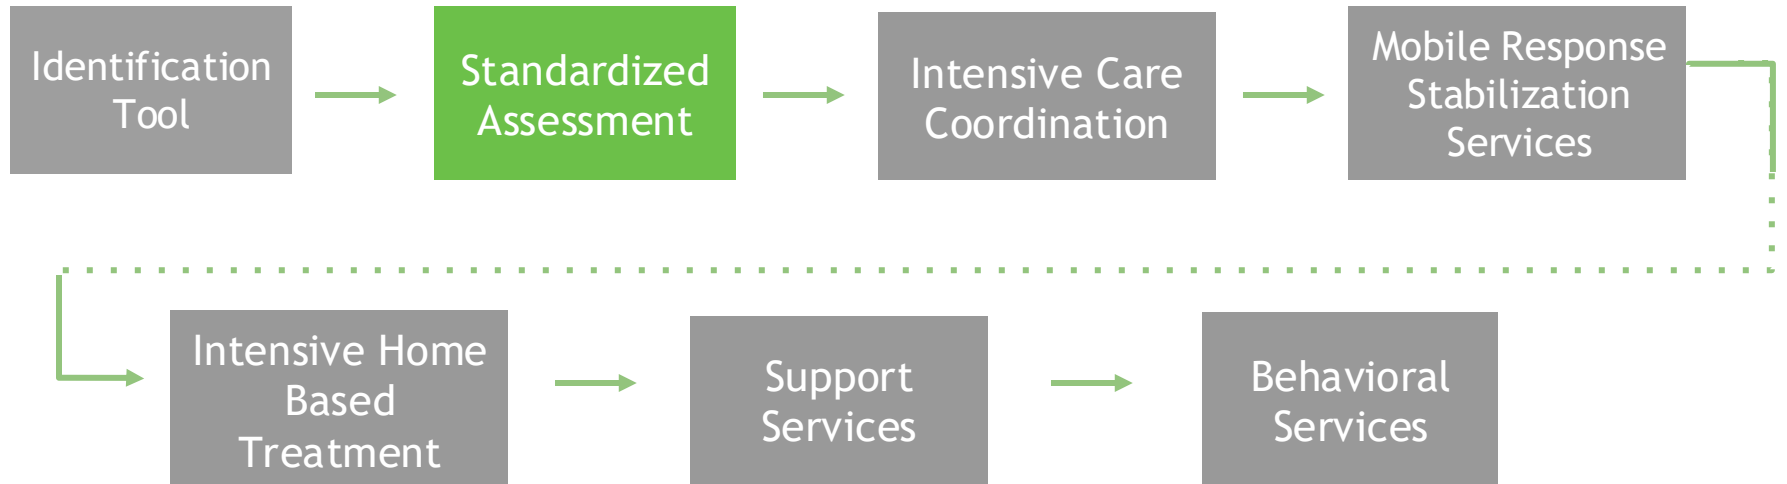 Identification
Tool
Standardized
Assessment
Intensive Care
Coordination
Mobile Response
Stabilization
Services
Intensive Home
Based
Treatment
Support
Services
Behavioral
Services